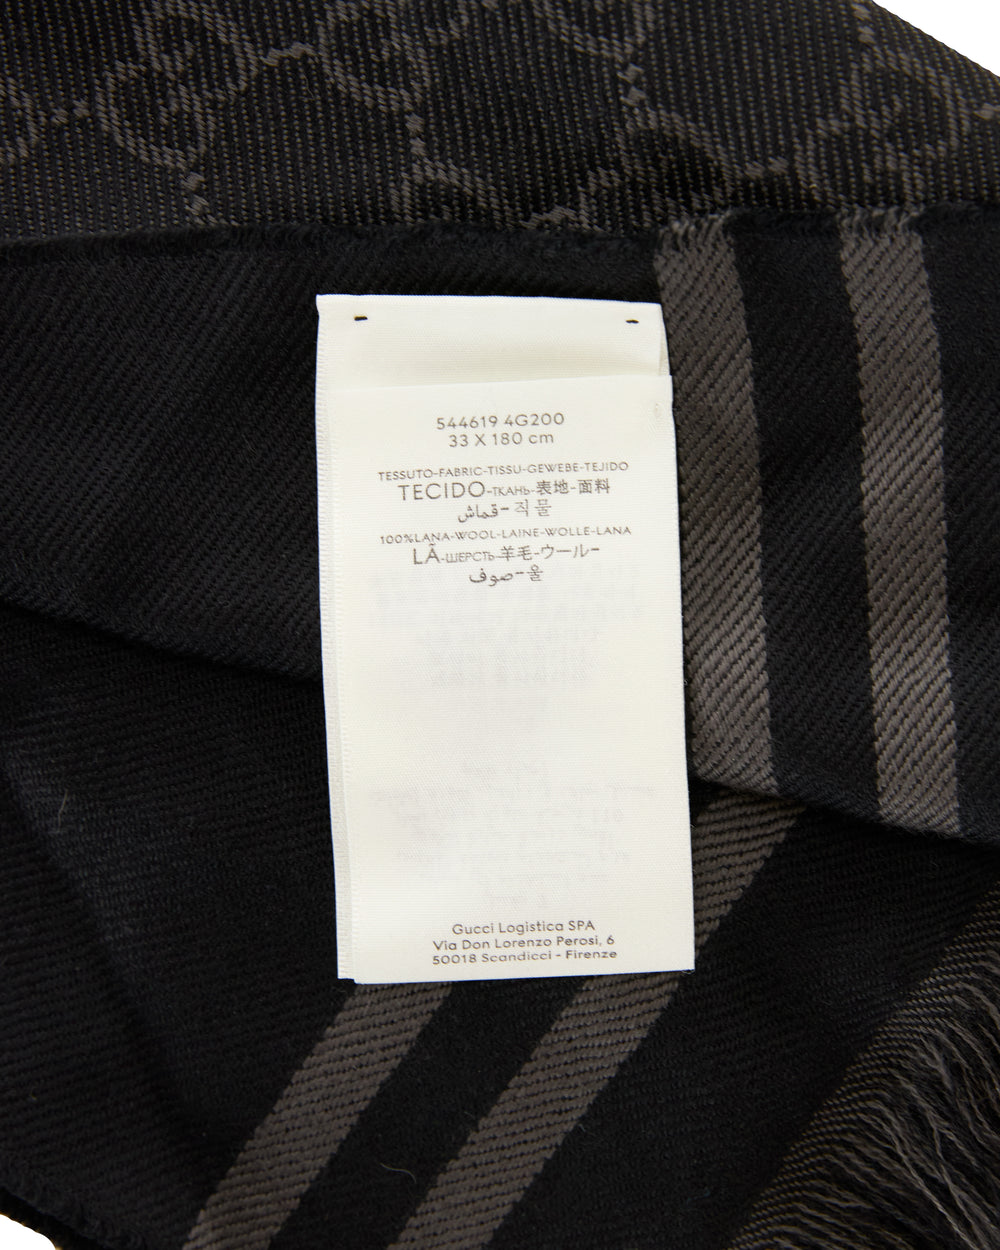 544619 4G200
33 X 180 cm
TESSUTO-FABRIC-TISSU-GEWEBE-TEJIDO
TECIDO-ТКАНЬ-表地-面料
قماش-직물
100%LANA-WOOL-LAINE-WOLLE-LANA
LÃ-ШЕРСТЬ-羊毛-ウール-
صوف-울
Gucci Logistica SPA
Via Don Lorenzo Perosi, 6
50018 Scandicci - Firenze